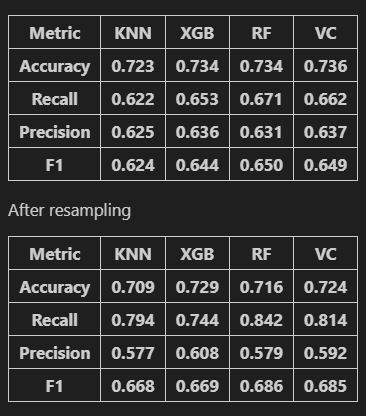 Metric KNN XGB RF VC
Accuracy 0.723 0.734 0.734 0.736
Recall 0.622 0.653 0.671 0.662
Precision 0.625 0.636 0.631 0.637
F1 0.624 0.644 0.650 0.649
After resampling
Metric KNN XGB RF VC
Accuracy 0.709 0.729 0.716 0.724
Recall 0.794 0.744 0.842 0.814
Precision 0.577 0.608 0.579 0.592
F1 0.668 0.669 0.686 0.685